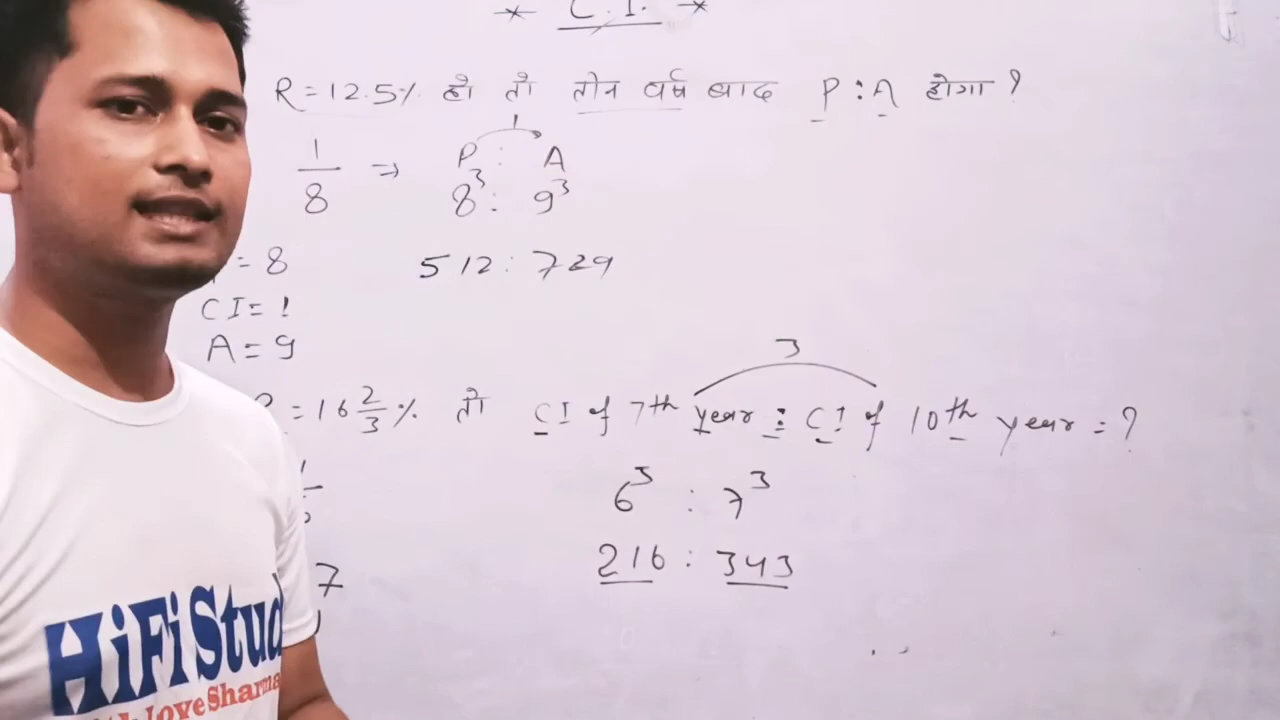 * C.I. *
R=12.5% हो तो तीन वर्ष बाद P:A होगा ?
1
1/8 ⇒ P : A
8³ : 9³
= 8 512 : 729
CI = 1
A = 9
3
=16 2/3 % तो CI of 7th year : CI of 10th year = ?
6³ : 7³
216 : 343
7
HiFi Stud
Love Sharma